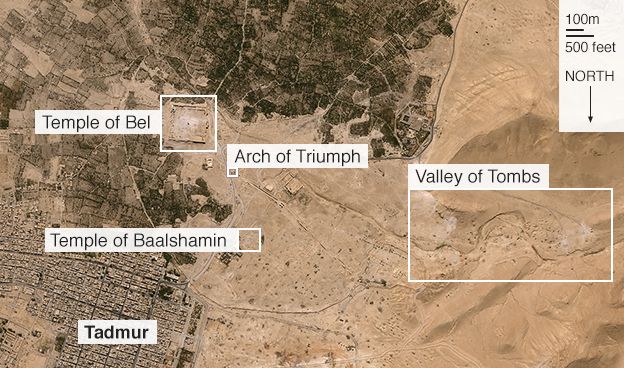 100m
500 feet
NORTH
Temple of Bel
Arch of Triumph
Valley of Tombs
Temple of Baalshamin
Tadmur